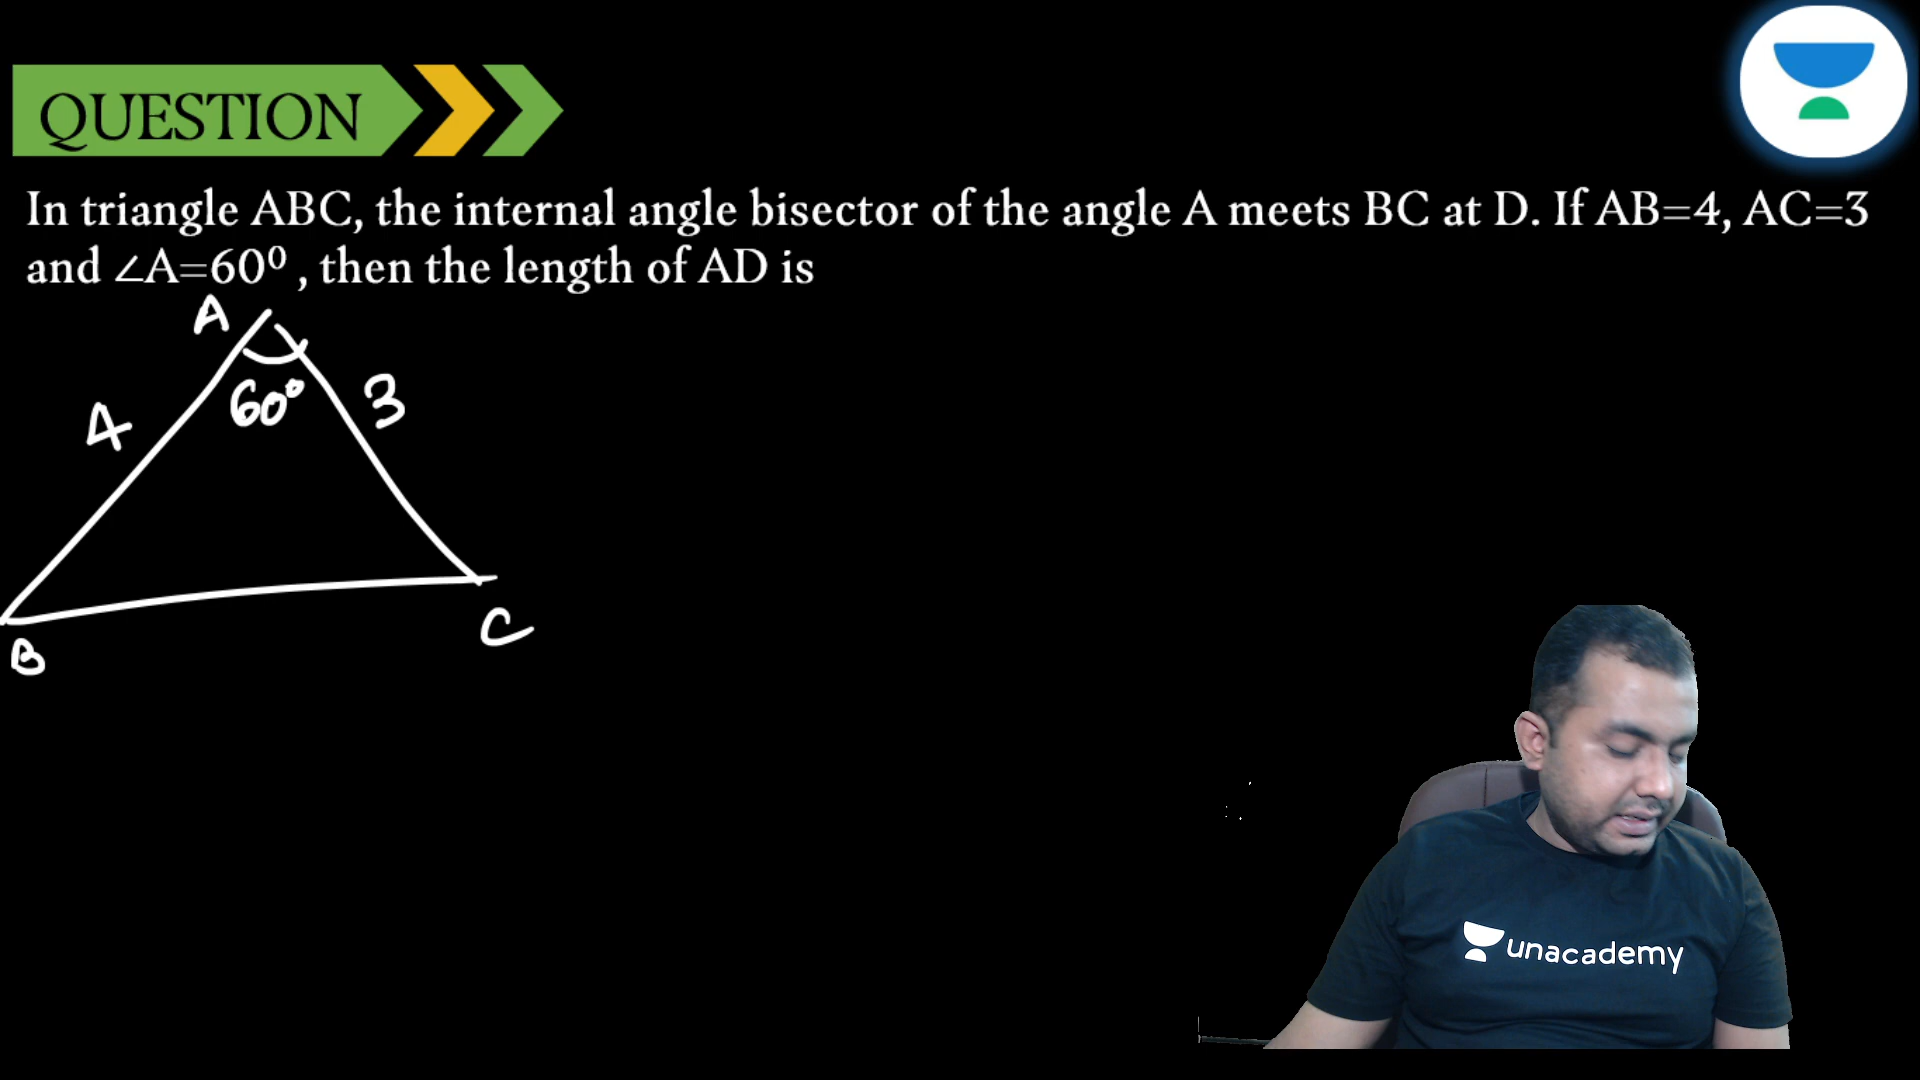 QUESTION
In triangle ABC, the internal angle bisector of the angle A meets BC at D. If AB=4, AC=3
and ∠A=60⁰ , then the length of AD is
A
4
60°
3
B
C
unacademy